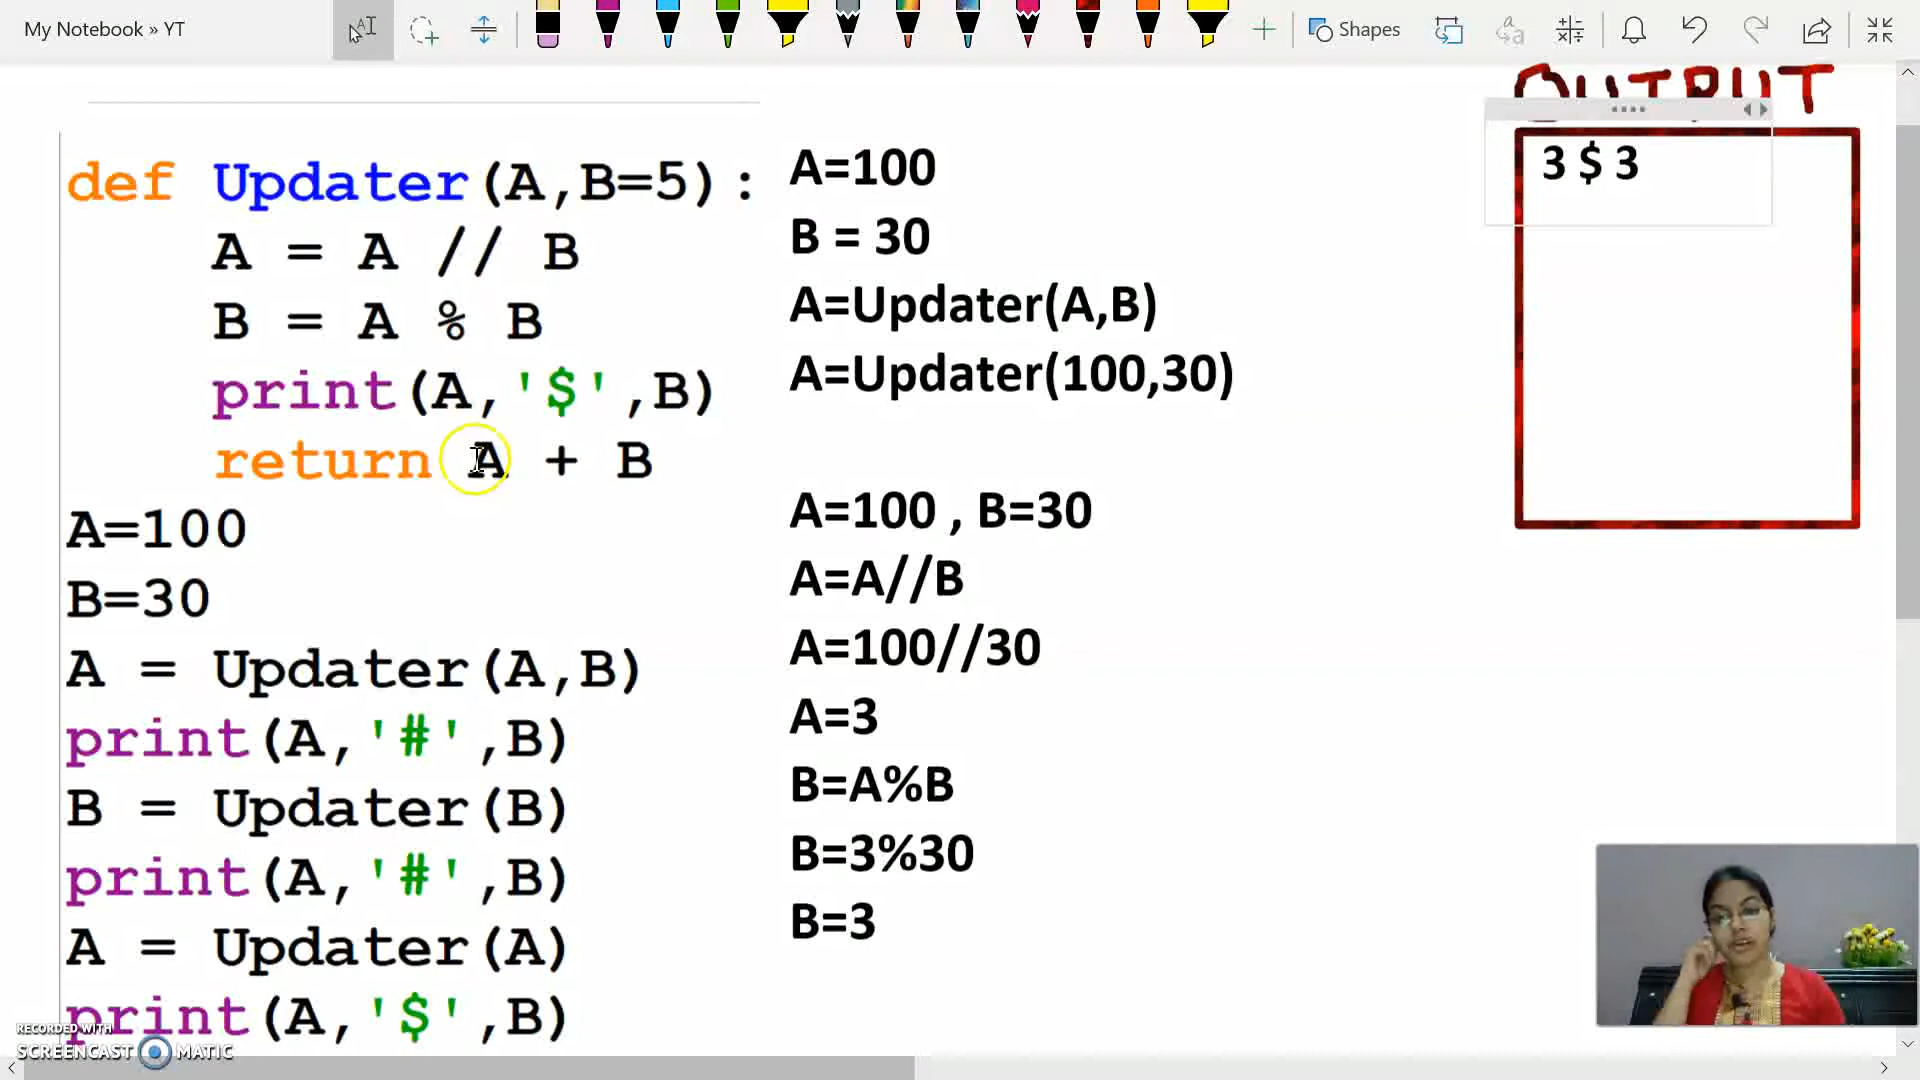 My Notebook » YT
Shapes
OUTPUT
def Updater(A,B=5):
A = A // B
B = A % B
print(A,'$',B)
return A + B
A=100
B=30
A = Updater(A,B)
print(A,'#',B)
B = Updater(B)
print(A,'#',B)
A = Updater(A)
print(A,'$',B)
A=100
B = 30
A=Updater(A,B)
A=Updater(100,30)
A=100 , B=30
A=A//B
A=100//30
A=3
B=A%B
B=3%30
B=3
3 $ 3
RECORDED WITH
SCREENCAST MATIC